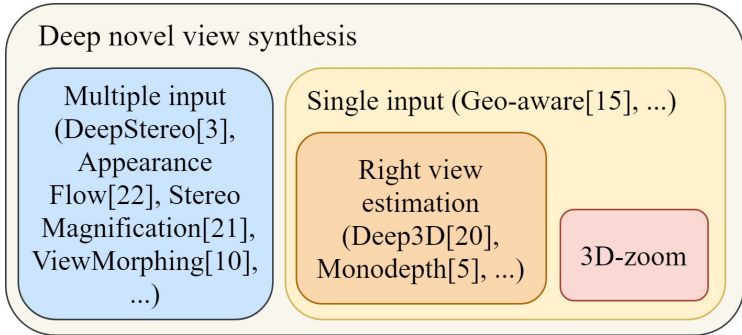 Deep novel view synthesis
Multiple input
(DeepStereo[3],
Appearance
Flow[22], Stereo
Magnification[21],
ViewMorphing[10],
...)
Single input (Geo-aware[15], ...)
Right view
estimation
(Deep3D[20],
Monodepth[5], ...)
3D-zoom